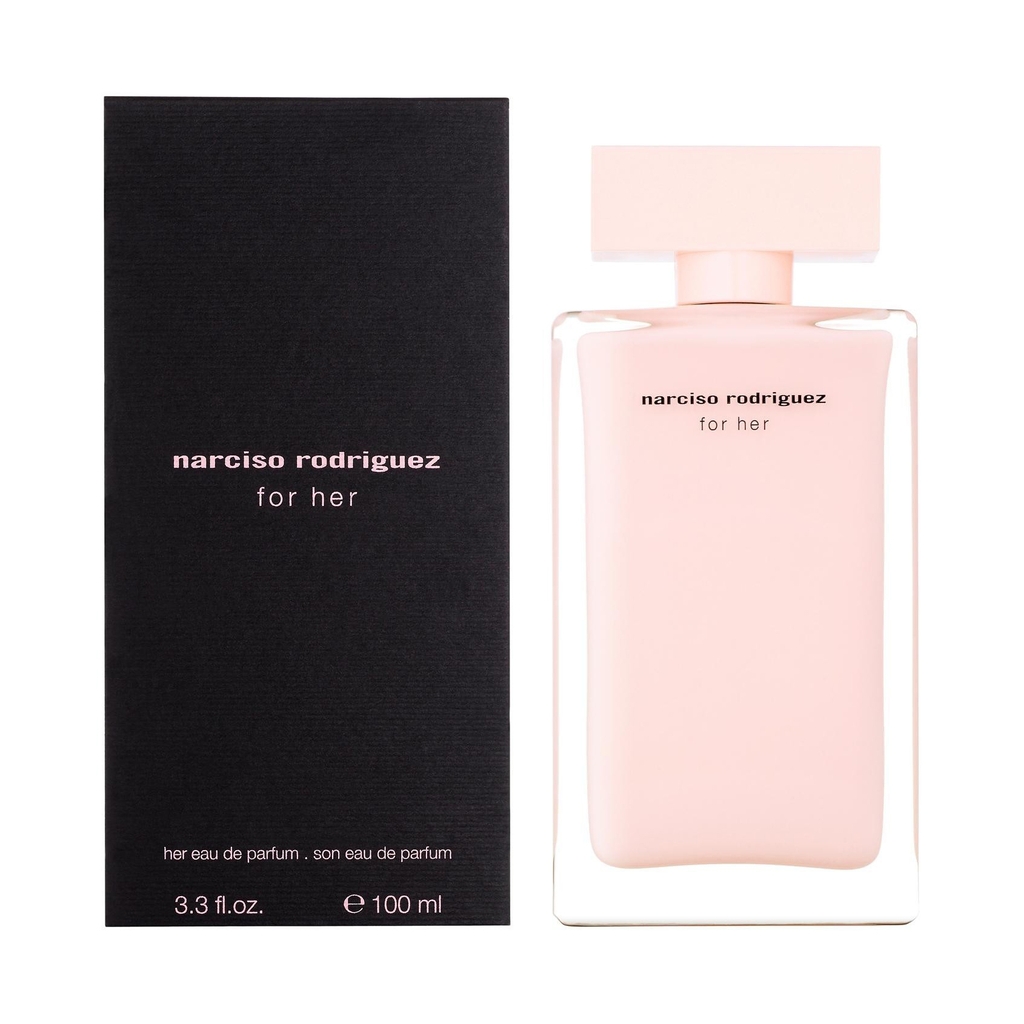 narciso rodriguez
for her
her eau de parfum . son eau de parfum
3.3 fl.oz. ℮ 100 ml
narciso rodriguez
for her